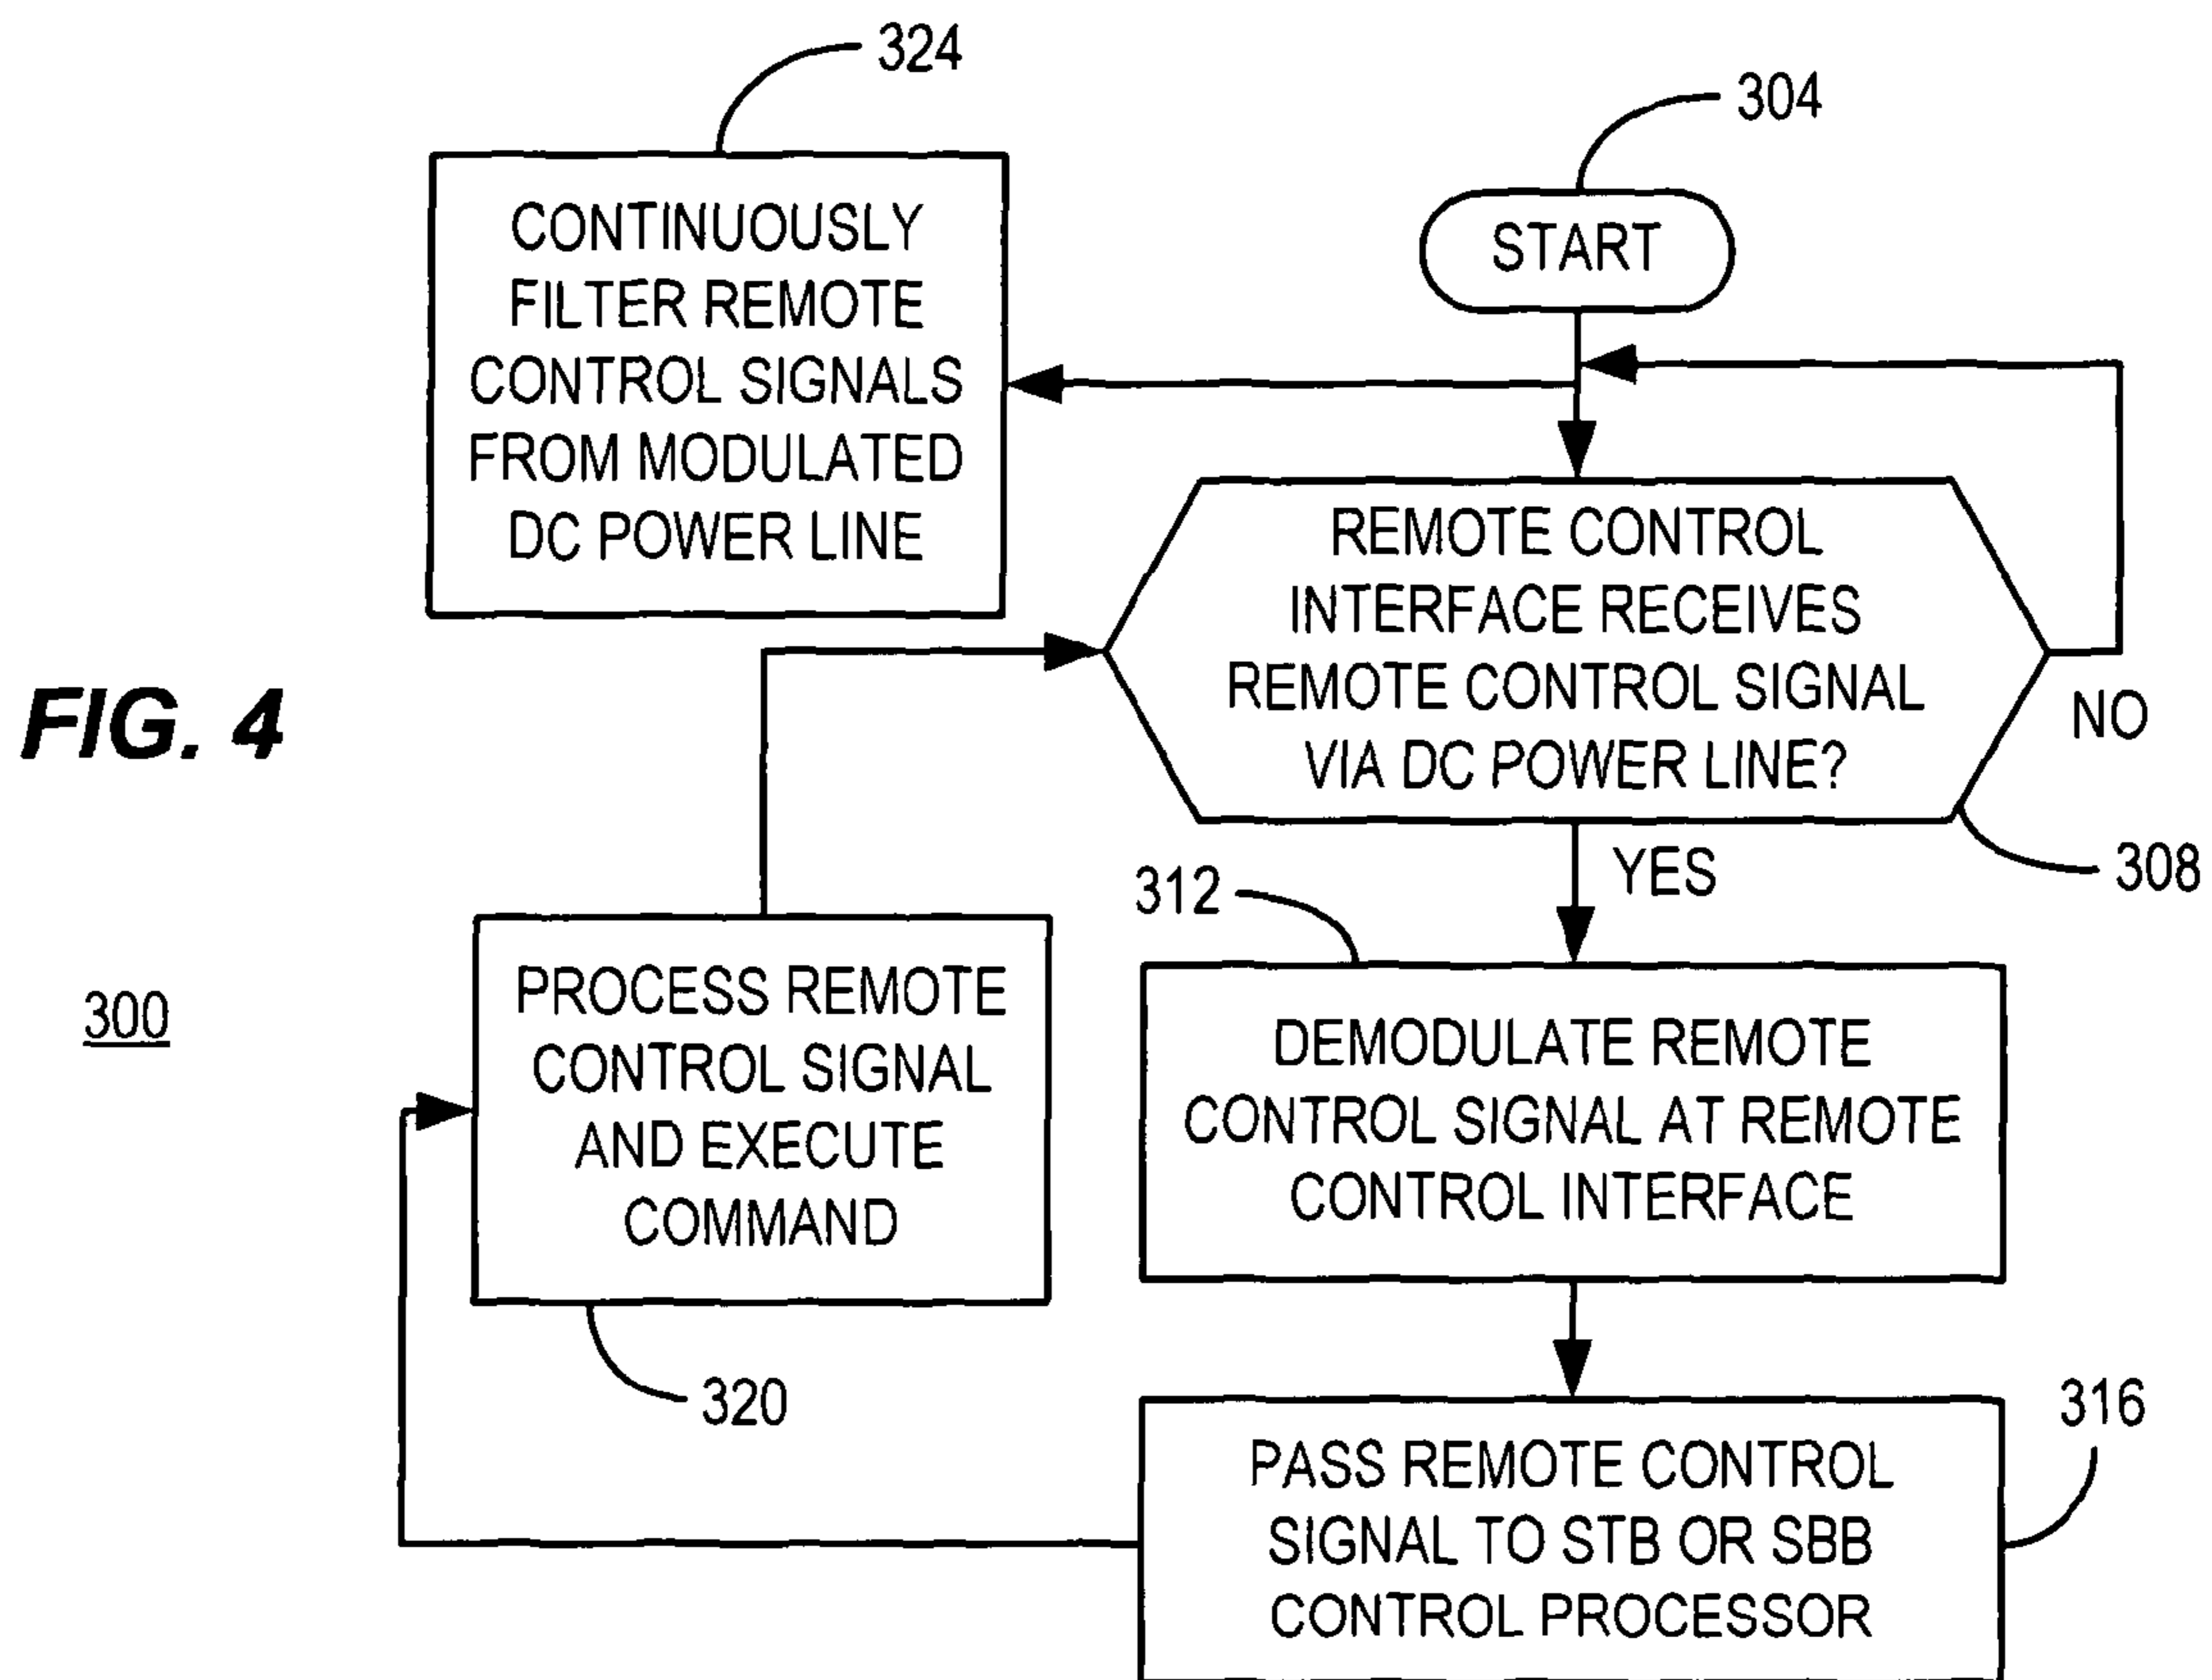 324
304
CONTINUOUSLY
FILTER REMOTE
CONTROL SIGNALS
FROM MODULATED
DC POWER LINE
START
REMOTE CONTROL
INTERFACE RECEIVES
REMOTE CONTROL SIGNAL
VIA DC POWER LINE?
NO
FIG. 4
YES
308
312
PROCESS REMOTE
CONTROL SIGNAL
AND EXECUTE
COMMAND
300
DEMODULATE REMOTE
CONTROL SIGNAL AT REMOTE
CONTROL INTERFACE
320
316
PASS REMOTE CONTROL
SIGNAL TO STB OR SBB
CONTROL PROCESSOR